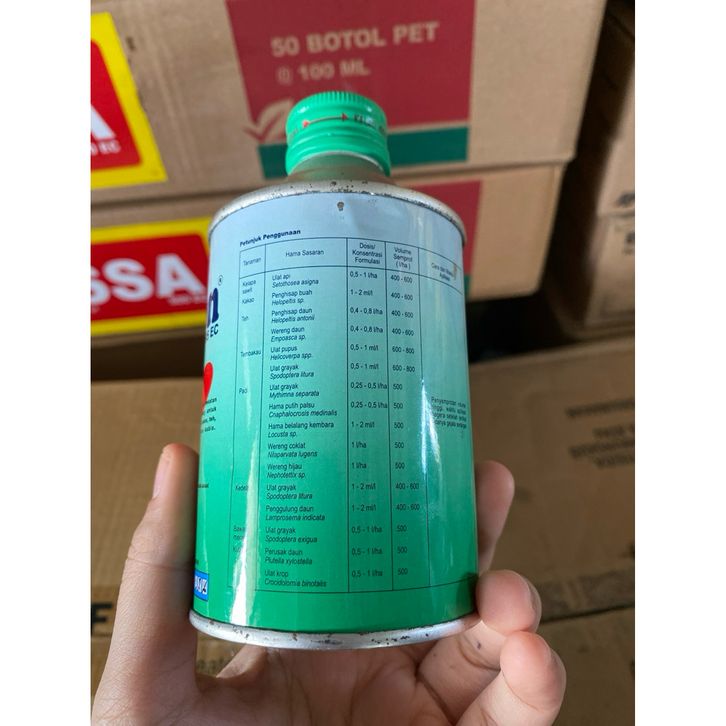 50 BOTOL PET
@ 100 ML
SSA
EC
Petunjuk Penggunaan
Tanaman Hama Sasaran Dosis/ Konsentrasi Formulasi Volume Semprot ( l/ha ) Cara dan
Kelapa sawit Ulat api Setothosea asigna 0,5 - 1 l/ha 400 - 600
Kakao Penghisap buah Helopeltis sp. 1 - 2 ml/l 400 - 600
Teh Penghisap daun Helopeltis antonii 0,4 - 0,8 l/ha 400 - 600
Wereng daun Empoasca sp. 0,4 - 0,8 l/ha 400 - 600
Tembakau Ulat pupus Helicoverpa spp. 0,5 - 1 ml/l 600 - 800
Ulat grayak Spodoptera litura 0,5 - 1 ml/l 600 - 800
Padi Ulat grayak Mythimna separata 0,25 - 0,5 l/ha 500
Hama putih palsu Cnaphalocrosis medinalis 0,25 - 0,5 l/ha 500
Hama belalang kembara Locusta sp. 1 - 2 ml/l 500
Wereng coklat Nilaparvata lugens 1 l/ha 500
Wereng hijau Nephotettix sp. 1 l/ha 500
Ulat grayak Spodoptera litura 1 - 2 ml/l 400 - 600
Penggulung daun Lamprosema indicata 1 - 2 ml/l 400 - 600
Ulat grayak Spodoptera exigua 0,5 - 1 l/ha 500
Perusak daun Plutella xylostella 0,5 - 1 l/ha 500
Ulat krop Crocidolomia binotalis 0,5 - 1 l/ha 500
Penyemprotan volume